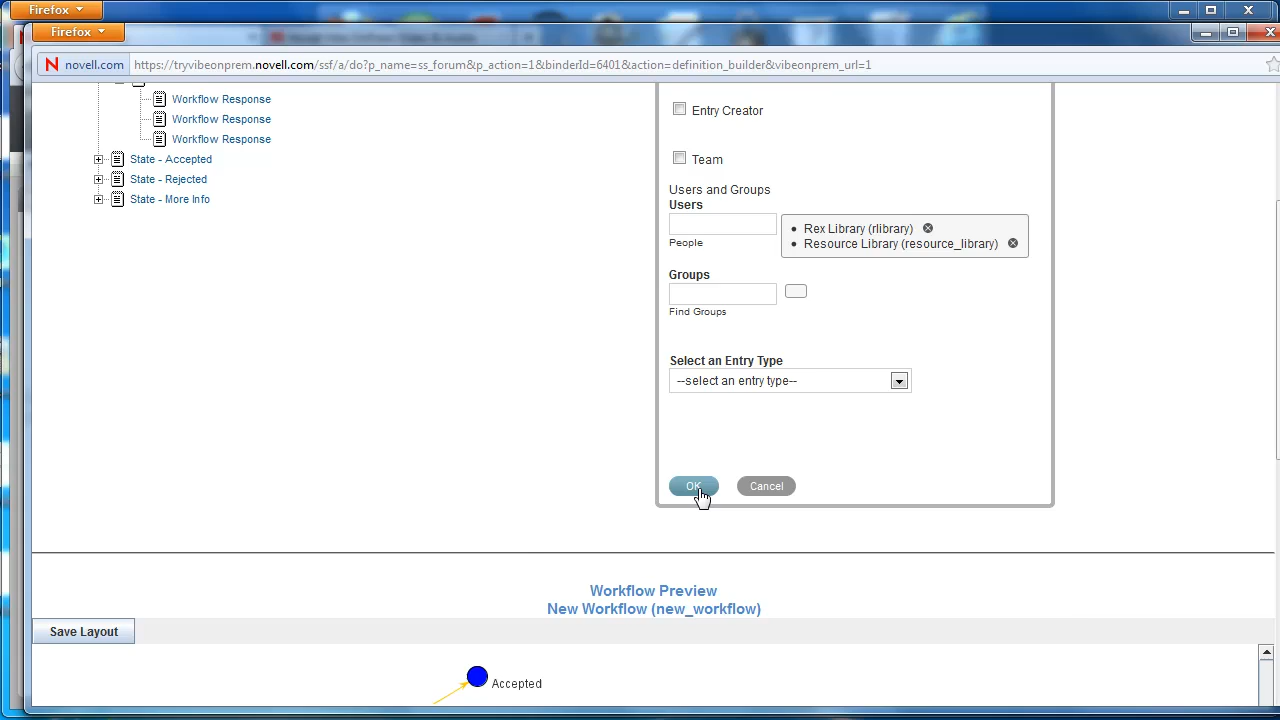 Firefox
Firefox
novell.com https://tryvibeonprem.novell.com/ssf/a/do?p_name=ss_forum&p_action=1&binderId=6401&action=definition_builder&vibeonprem_url=1
Workflow Response
Workflow Response
Workflow Response
State - Accepted
State - Rejected
State - More Info
Entry Creator
Team
Users and Groups
Users
Rex Library (rlibrary)
Resource Library (resource_library)
People
Groups
Find Groups
Select an Entry Type
--select an entry type--
OK Cancel
Workflow Preview
New Workflow (new_workflow)
Save Layout
Accepted